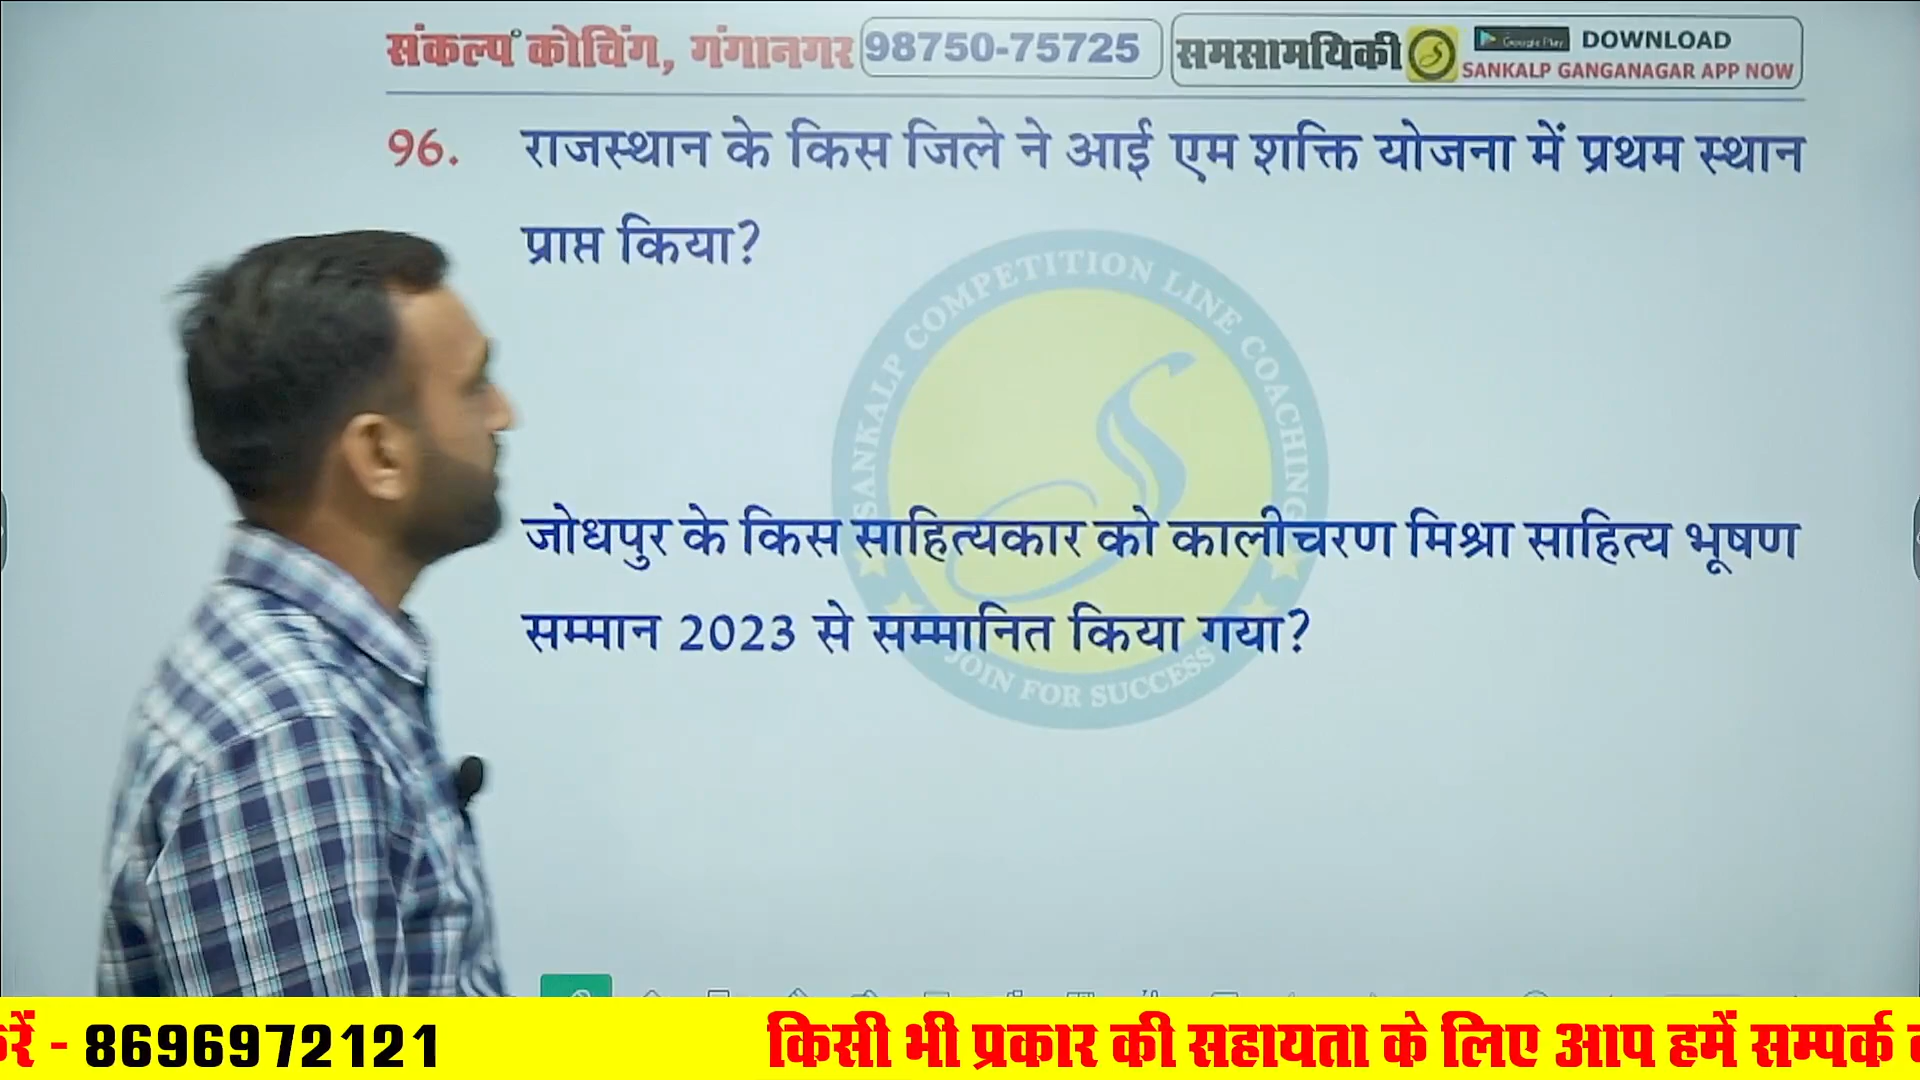 संकल्प कोचिंग, गंगानगर 98750-75725 समसामयिकी Google Play DOWNLOAD
SANKALP GANGANAGAR APP NOW
96. राजस्थान के किस जिले ने आई एम शक्ति योजना में प्रथम स्थान
प्राप्त किया?
SANKALP COMPETITION LINE COACHING
जोधपुर के किस साहित्यकार को कालीचरण मिश्रा साहित्य भूषण
सम्मान 2023 से सम्मानित किया गया?
JOIN FOR SUCCESS
- 8696972121 किसी भी प्रकार की सहायता के लिए आप हमें सम्पर्क